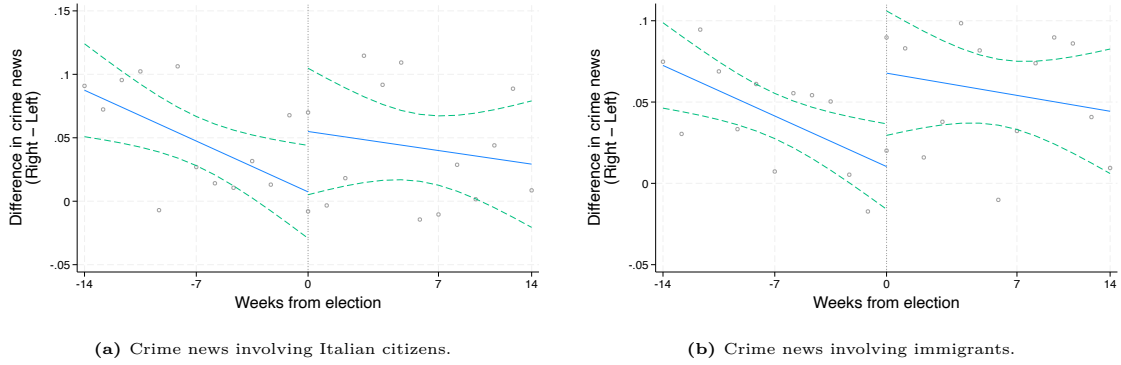 Difference in crime news
(Right – Left)
.15
.1
.05
0
-.05
-14
-7
0
7
14
Weeks from election
(a) Crime news involving Italian citizens.
Difference in crime news
(Right – Left)
.1
.05
0
-.05
-14
-7
0
7
14
Weeks from election
(b) Crime news involving immigrants.